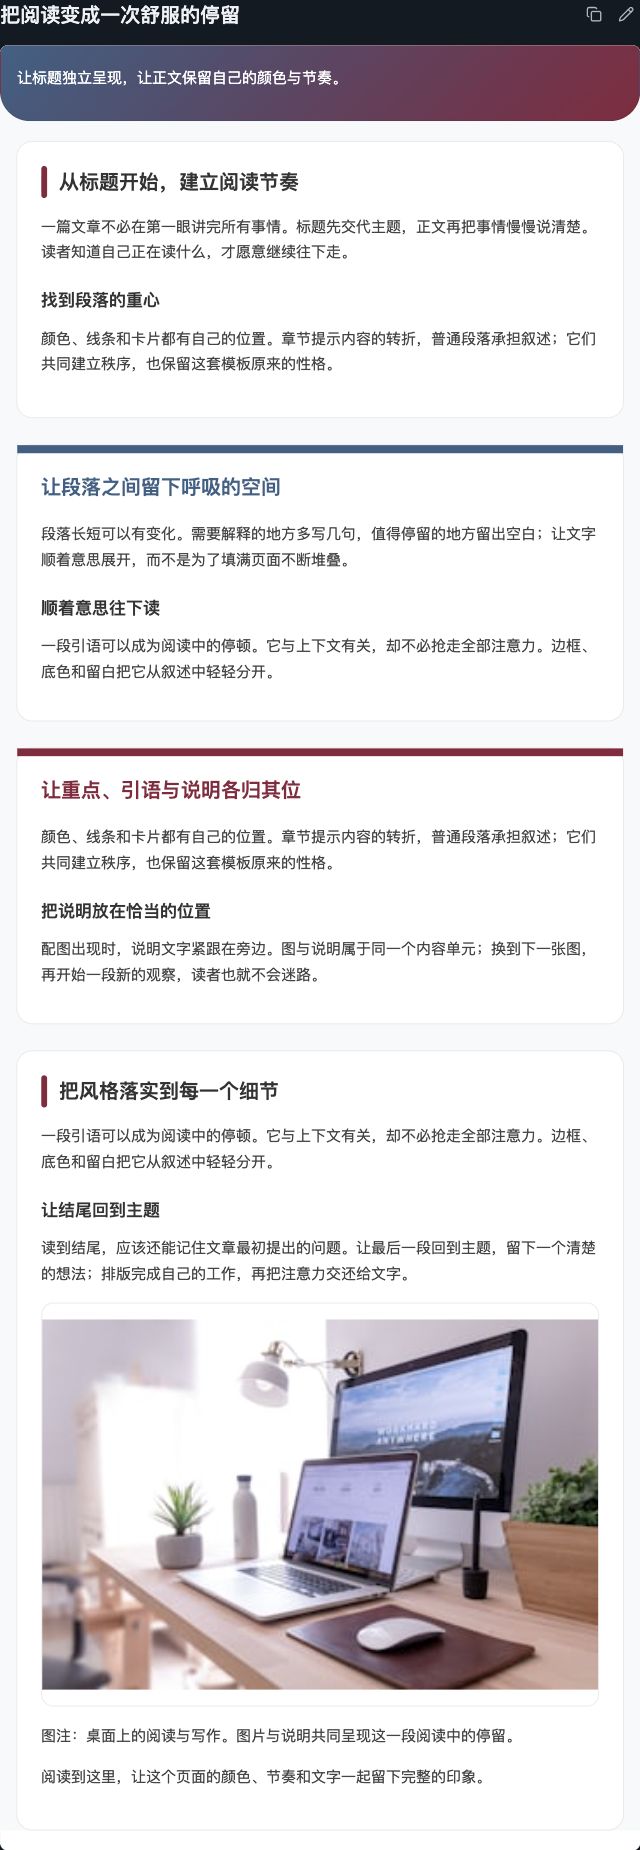 把阅读变成一次舒服的停留
让标题独立呈现，让正文保留自己的颜色与节奏。
从标题开始，建立阅读节奏
一篇文章不必在第一眼讲完所有事情。标题先交代主题，正文再把事情慢慢说清楚。
读者知道自己正在读什么，才愿意继续往下走。
找到段落的重心
颜色、线条和卡片都有自己的位置。章节提示内容的转折，普通段落承担叙述；它们
共同建立秩序，也保留这套模板原来的性格。
让段落之间留下呼吸的空间
段落长短可以有变化。需要解释的地方多写几句，值得停留的地方留出空白；让文字
顺着意思展开，而不是为了填满页面不断堆叠。
顺着意思往下读
一段引语可以成为阅读中的停顿。它与上下文有关，却不必抢走全部注意力。边框、
底色和留白把它从叙述中轻轻分开。
让重点、引语与说明各归其位
颜色、线条和卡片都有自己的位置。章节提示内容的转折，普通段落承担叙述；它们
共同建立秩序，也保留这套模板原来的性格。
把说明放在恰当的位置
配图出现时，说明文字紧跟在旁边。图与说明属于同一个内容单元；换到下一张图，
再开始一段新的观察，读者也就不会迷路。
把风格落实到每一个细节
一段引语可以成为阅读中的停顿。它与上下文有关，却不必抢走全部注意力。边框、
底色和留白把它从叙述中轻轻分开。
让结尾回到主题
读到结尾，应该还能记住文章最初提出的问题。让最后一段回到主题，留下一个清楚
的想法；排版完成自己的工作，再把注意力交还给文字。
WORK HARD
ANYWHERE
图注：桌面上的阅读与写作。图片与说明共同呈现这一段阅读中的停留。
阅读到这里，让这个页面的颜色、节奏和文字一起留下完整的印象。